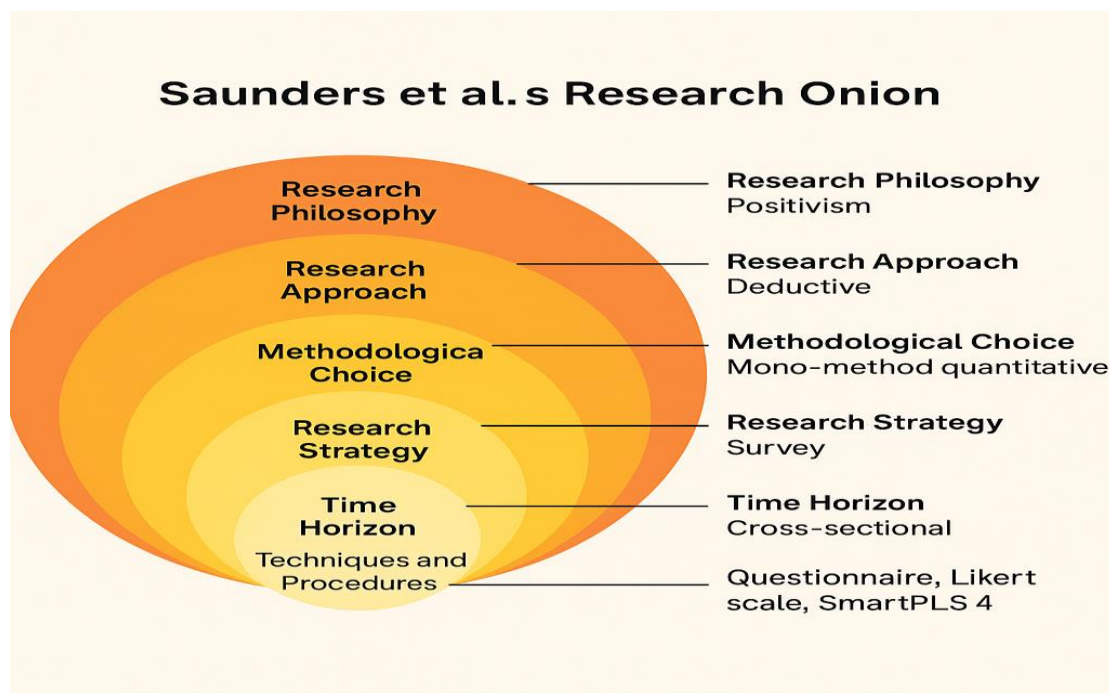 Saunders et al.s Research Onion
Research
Philosophy
Research
Approach
Methodologica
Choice
Research
Strategy
Time
Horizon
Techniques and
Procedures
Research Philosophy
Positivism
Research Approach
Deductive
Methodological Choice
Mono-method quantitative
Research Strategy
Survey
Time Horizon
Cross-sectional
Questionnaire, Likert
scale, SmartPLS 4